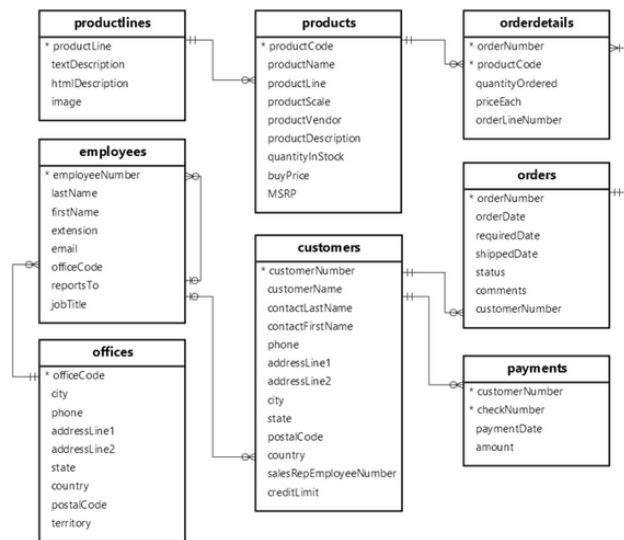 productlines
* productLine
textDescription
htmlDescription
image
products
* productCode
productName
productLine
productScale
productVendor
productDescription
quantityInStock
buyPrice
MSRP
orderdetails
* orderNumber
* productCode
quantityOrdered
priceEach
orderLineNumber
employees
* employeeNumber
lastName
firstName
extension
email
officeCode
reportsTo
jobTitle
customers
* customerNumber
customerName
contactLastName
contactFirstName
phone
addressLine1
addressLine2
city
state
postalCode
country
salesRepEmployeeNumber
creditLimit
orders
* orderNumber
orderDate
requiredDate
shippedDate
status
comments
customerNumber
offices
* officeCode
city
phone
addressLine1
addressLine2
state
country
postalCode
territory
payments
* customerNumber
* checkNumber
paymentDate
amount